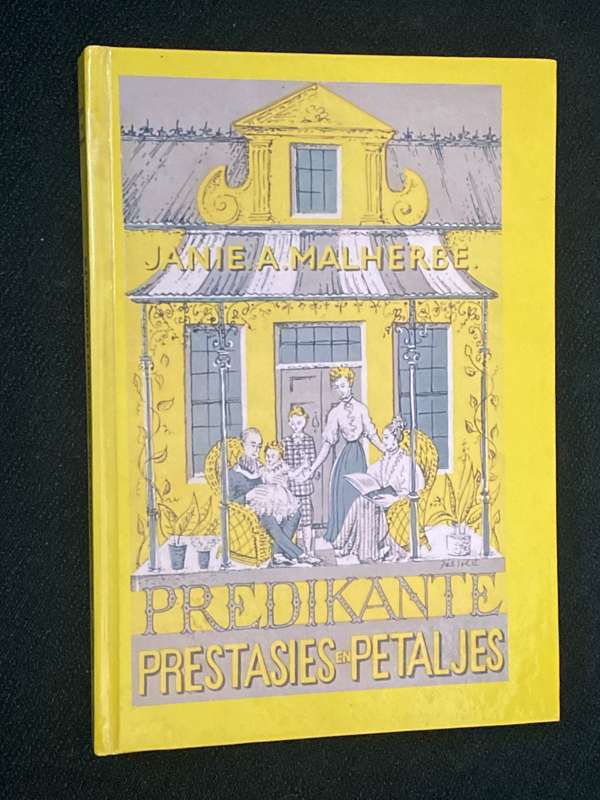 JANIE.A.MALHERBE.
PREDIKANTE
PRESTASIES EN PETALJES